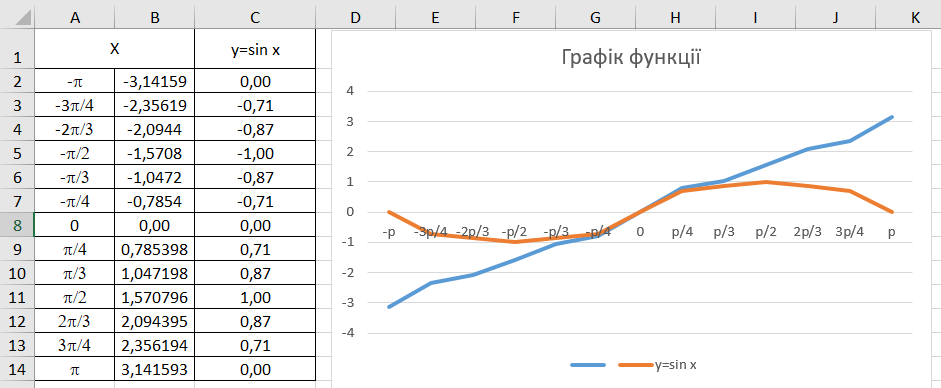 A B C D E F G H I J K
1 X y=sin x
2 -π -3,14159 0,00
3 -3π/4 -2,35619 -0,71
4 -2π/3 -2,0944 -0,87
5 -π/2 -1,5708 -1,00
6 -π/3 -1,0472 -0,87
7 -π/4 -0,7854 -0,71
8 0 0,00 0,00
9 π/4 0,785398 0,71
10 π/3 1,047198 0,87
11 π/2 1,570796 1,00
12 2π/3 2,094395 0,87
13 3π/4 2,356194 0,71
14 π 3,141593 0,00
Графік функції
4
3
2
1
0
-1
-2
-3
-4
-p -3p/4 -2p/3 -p/2 -p/3 -p/4 0 p/4 p/3 p/2 2p/3 3p/4 p
y=sin x